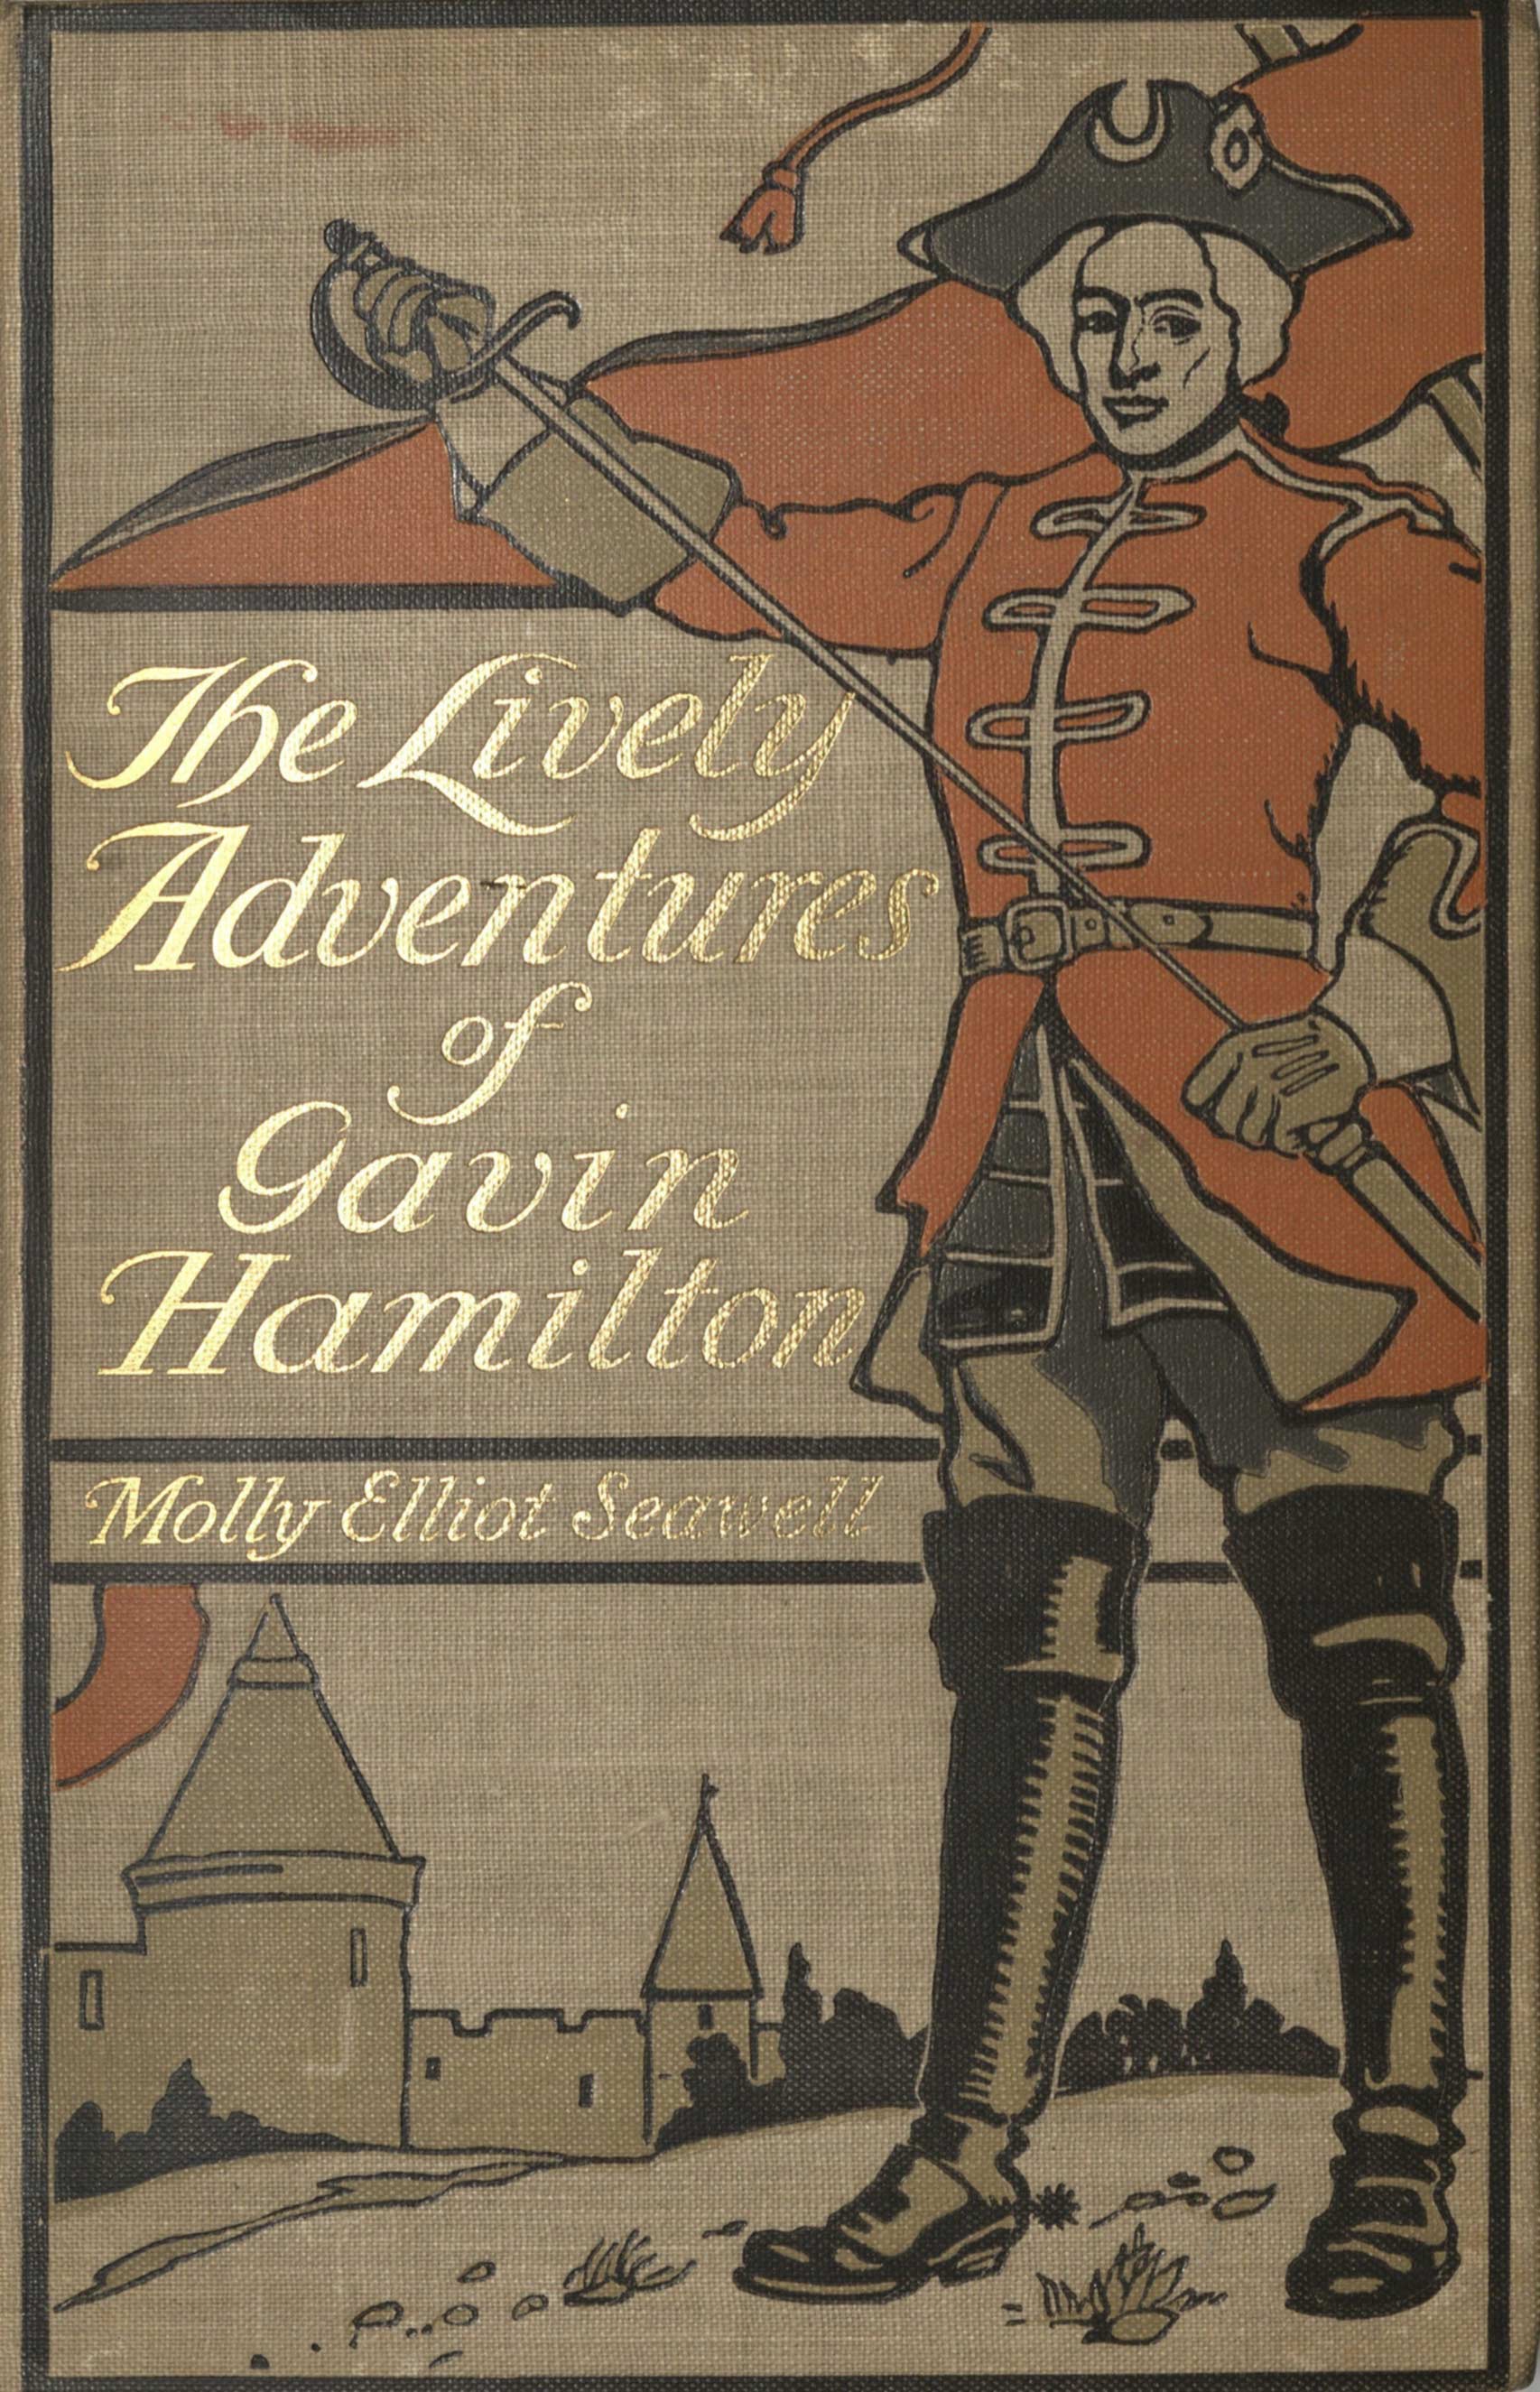 The Lively
Adventures
of
Gavin
Hamilton
Molly Elliot Seawell